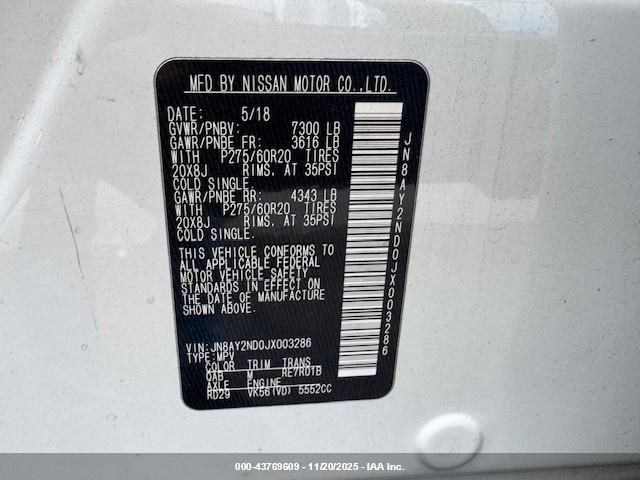 MFD BY NISSAN MOTOR CO.,LTD.
DATE: 5/18
GVWR/PNBV: 7300 LB
GAWR/PNBE FR: 3616 LB
WITH P275/60R20 TIRES
20X8J RIMS. AT 35PSI
COLD SINGLE.
GAWR/PNBE RR: 4343 LB
WITH P275/60R20 TIRES
20X8J RIMS. AT 35PSI
COLD SINGLE.
THIS VEHICLE CONFORMS TO
ALL APPLICABLE FEDERAL
MOTOR VEHICLE SAFETY
STANDARDS IN EFFECT ON
THE DATE OF MANUFACTURE
SHOWN ABOVE.
VIN:JN8AY2ND0JX003286
TYPE:MPV
COLOR TRIM TRANS
QAB M RE7R01B
AXLE ENGINE
RD29 VK56(VD) 5552CC
JN8AY2ND0JX003286
000-43769609 - 11/20/2025 - IAA Inc.